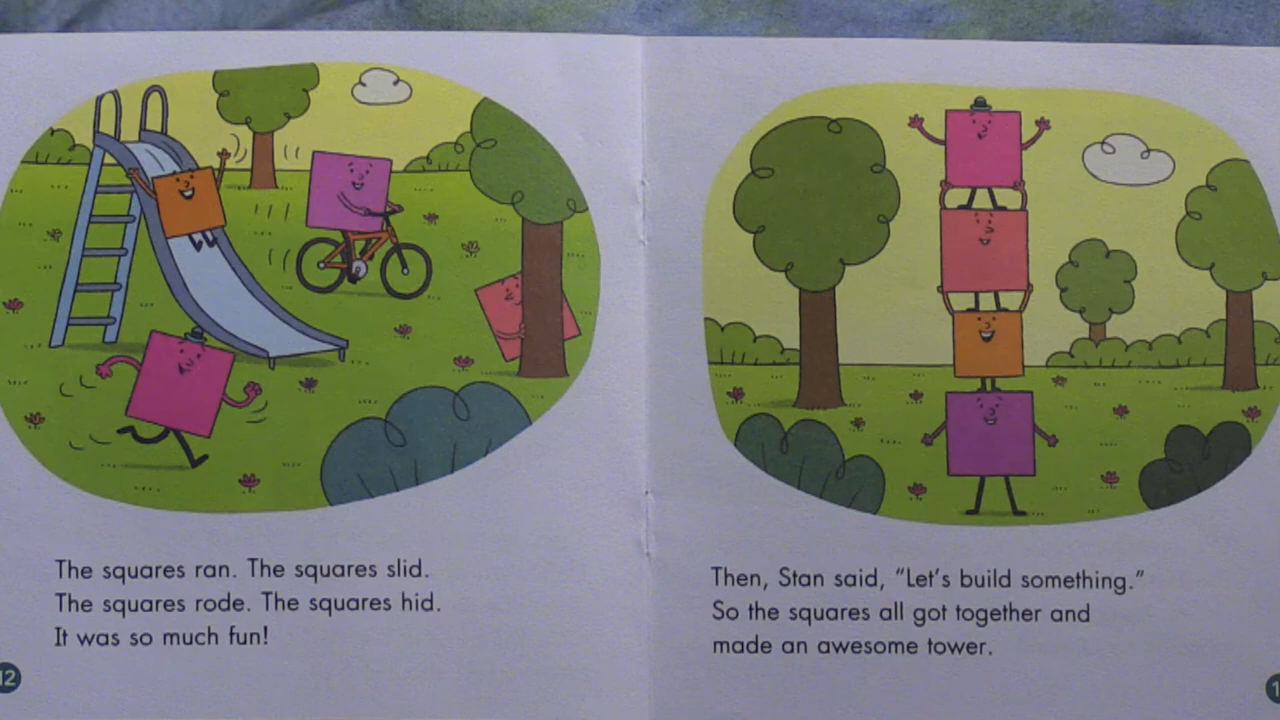 The squares ran. The squares slid.
The squares rode. The squares hid.
It was so much fun!
12
Then, Stan said, “Let’s build something.”
So the squares all got together and
made an awesome tower.